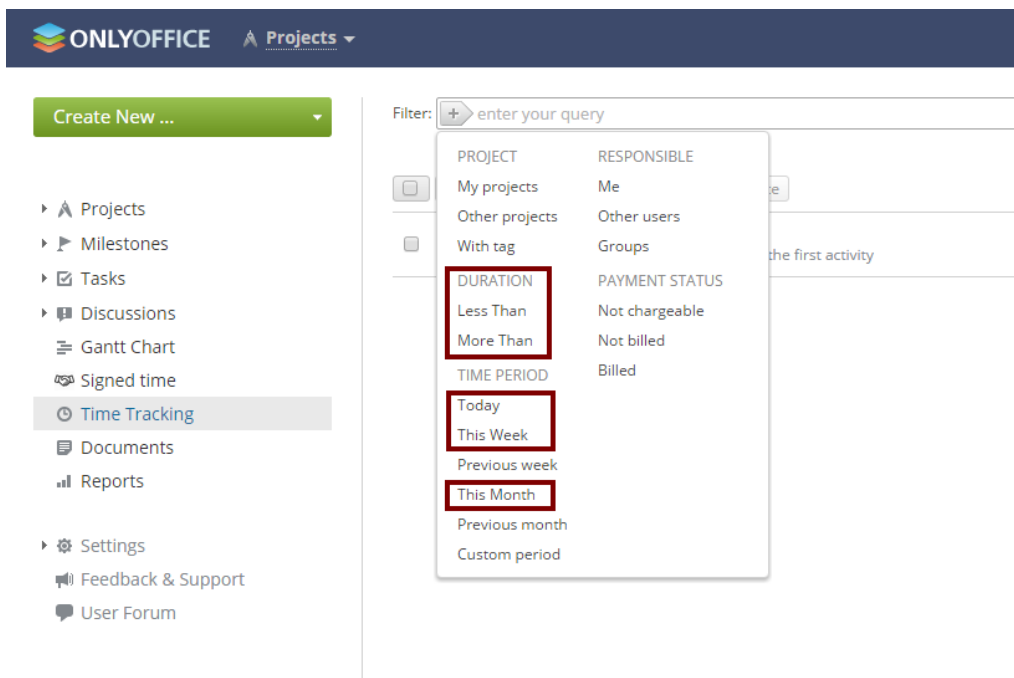 ONLYOFFICE Projects
Create New ...
Projects
Milestones
Tasks
Discussions
Gantt Chart
Signed time
Time Tracking
Documents
Reports
Settings
Feedback & Support
User Forum
Filter: + enter your query
PROJECT
My projects
Other projects
With tag
DURATION
Less Than
More Than
TIME PERIOD
Today
This Week
Previous week
This Month
Previous month
Custom period
RESPONSIBLE
Me
Other users
Groups
PAYMENT STATUS
Not chargeable
Not billed
Billed
the first activity